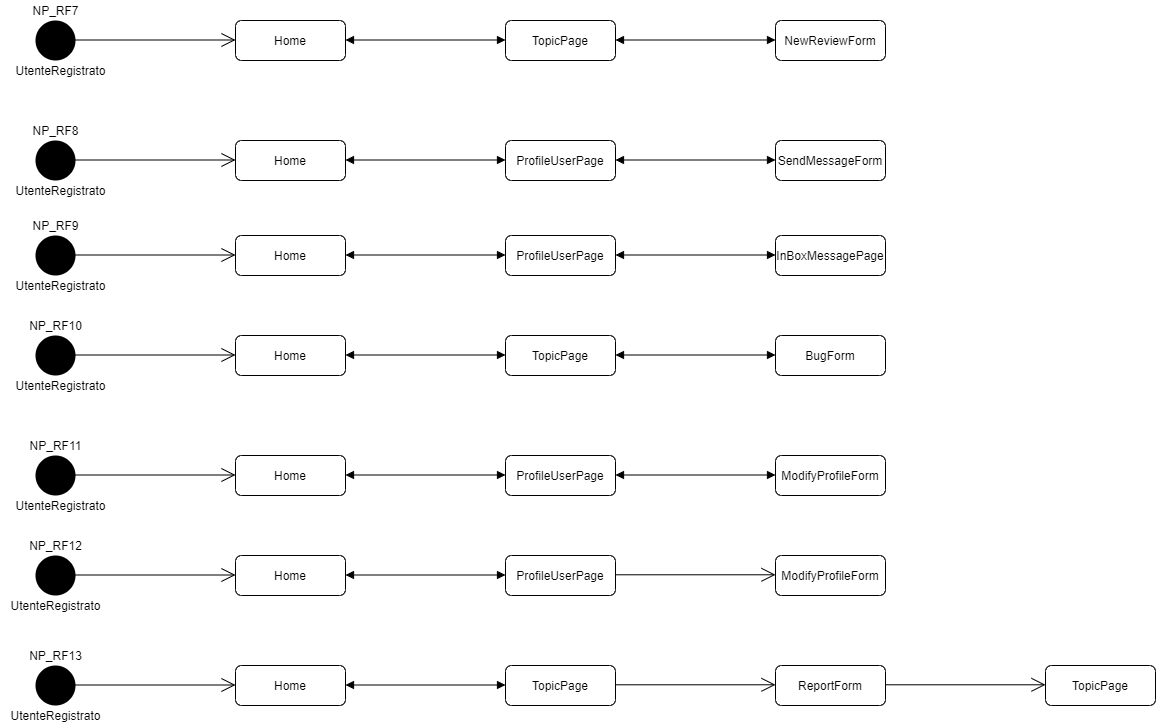 NP_RF7
Home
TopicPage
NewReviewForm
UtenteRegistrato
NP_RF8
Home
ProfileUserPage
SendMessageForm
UtenteRegistrato
NP_RF9
Home
ProfileUserPage
InBoxMessagePage
UtenteRegistrato
NP_RF10
Home
TopicPage
BugForm
UtenteRegistrato
NP_RF11
Home
ProfileUserPage
ModifyProfileForm
UtenteRegistrato
NP_RF12
Home
ProfileUserPage
ModifyProfileForm
UtenteRegistrato
NP_RF13
Home
TopicPage
ReportForm
TopicPage
UtenteRegistrato